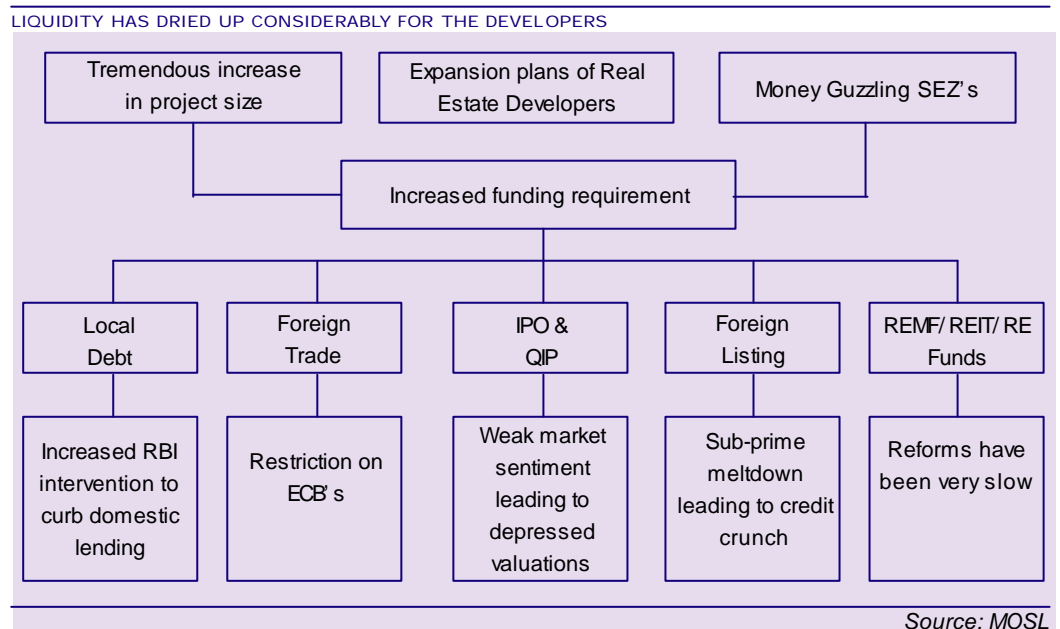 LIQUIDITY HAS DRIED UP CONSIDERABLY FOR THE DEVELOPERS
Tremendous increase
in project size
Expansion plans of Real
Estate Developers
Money Guzzling SEZ's
Increased funding requirement
Local
Debt
Foreign
Trade
IPO &
QIP
Foreign
Listing
REMF/ REIT/ RE
Funds
Increased RBI
intervention to
curb domestic
lending
Restriction on
ECB's
Weak market
sentiment
leading to
depressed
valuations
Sub-prime
meltdown
leading to credit
crunch
Reforms have
been very slow
Source: MOSL